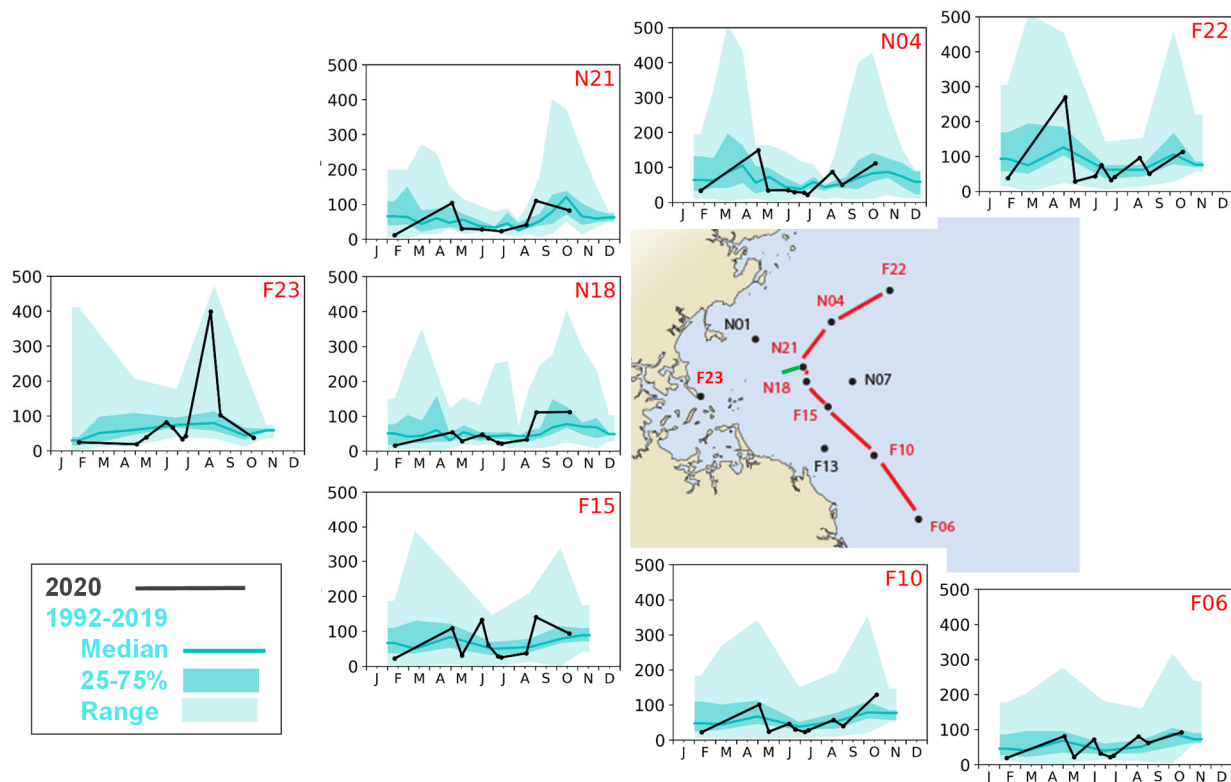 N21
500
400
300
200
100
0
J F M A M J J A S O N D
N04
500
400
300
200
100
0
J F M A M J J A S O N D
F22
500
400
300
200
100
0
J F M A M J J A S O N D
F23
500
400
300
200
100
0
J F M A M J J A S O N D
N18
500
400
300
200
100
0
J F M A M J J A S O N D
F22
N04
N01
N21
F23
N18
N07
F15
F10
F13
F06
F15
500
400
300
200
100
0
J F M A M J J A S O N D
2020
1992-2019
Median
25-75%
Range
F10
500
400
300
200
100
0
J F M A M J J A S O N D
F06
500
400
300
200
100
0
J F M A M J J A S O N D